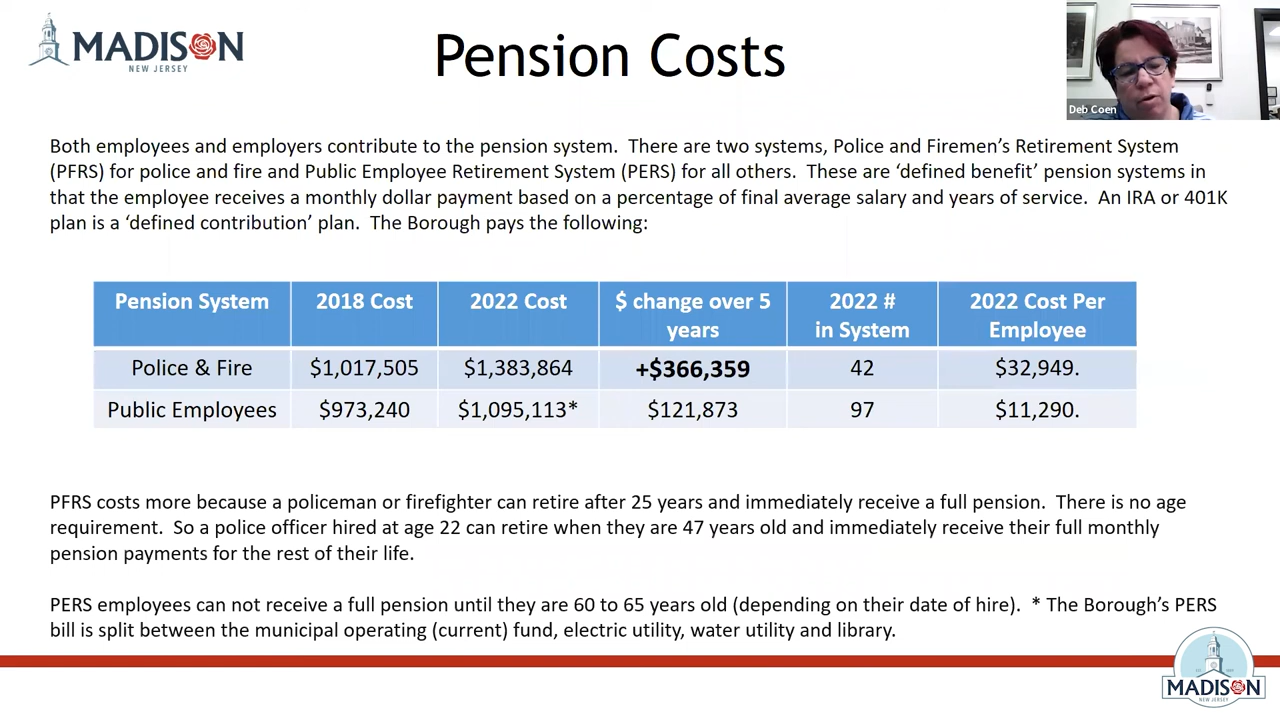 MADISON
NEW JERSEY
Pension Costs
Deb Coen
Both employees and employers contribute to the pension system. There are two systems, Police and Firemen’s Retirement System
(PFRS) for police and fire and Public Employee Retirement System (PERS) for all others. These are ‘defined benefit’ pension systems in
that the employee receives a monthly dollar payment based on a percentage of final average salary and years of service. An IRA or 401K
plan is a ‘defined contribution’ plan. The Borough pays the following:
Pension System 2018 Cost 2022 Cost $ change over 5 years 2022 # in System 2022 Cost Per Employee
Police & Fire $1,017,505 $1,383,864 +$366,359 42 $32,949.
Public Employees $973,240 $1,095,113* $121,873 97 $11,290.
PFRS costs more because a policeman or firefighter can retire after 25 years and immediately receive a full pension. There is no age
requirement. So a police officer hired at age 22 can retire when they are 47 years old and immediately receive their full monthly
pension payments for the rest of their life.
PERS employees can not receive a full pension until they are 60 to 65 years old (depending on their date of hire). * The Borough’s PERS
bill is split between the municipal operating (current) fund, electric utility, water utility and library.
MADISON
NEW JERSEY